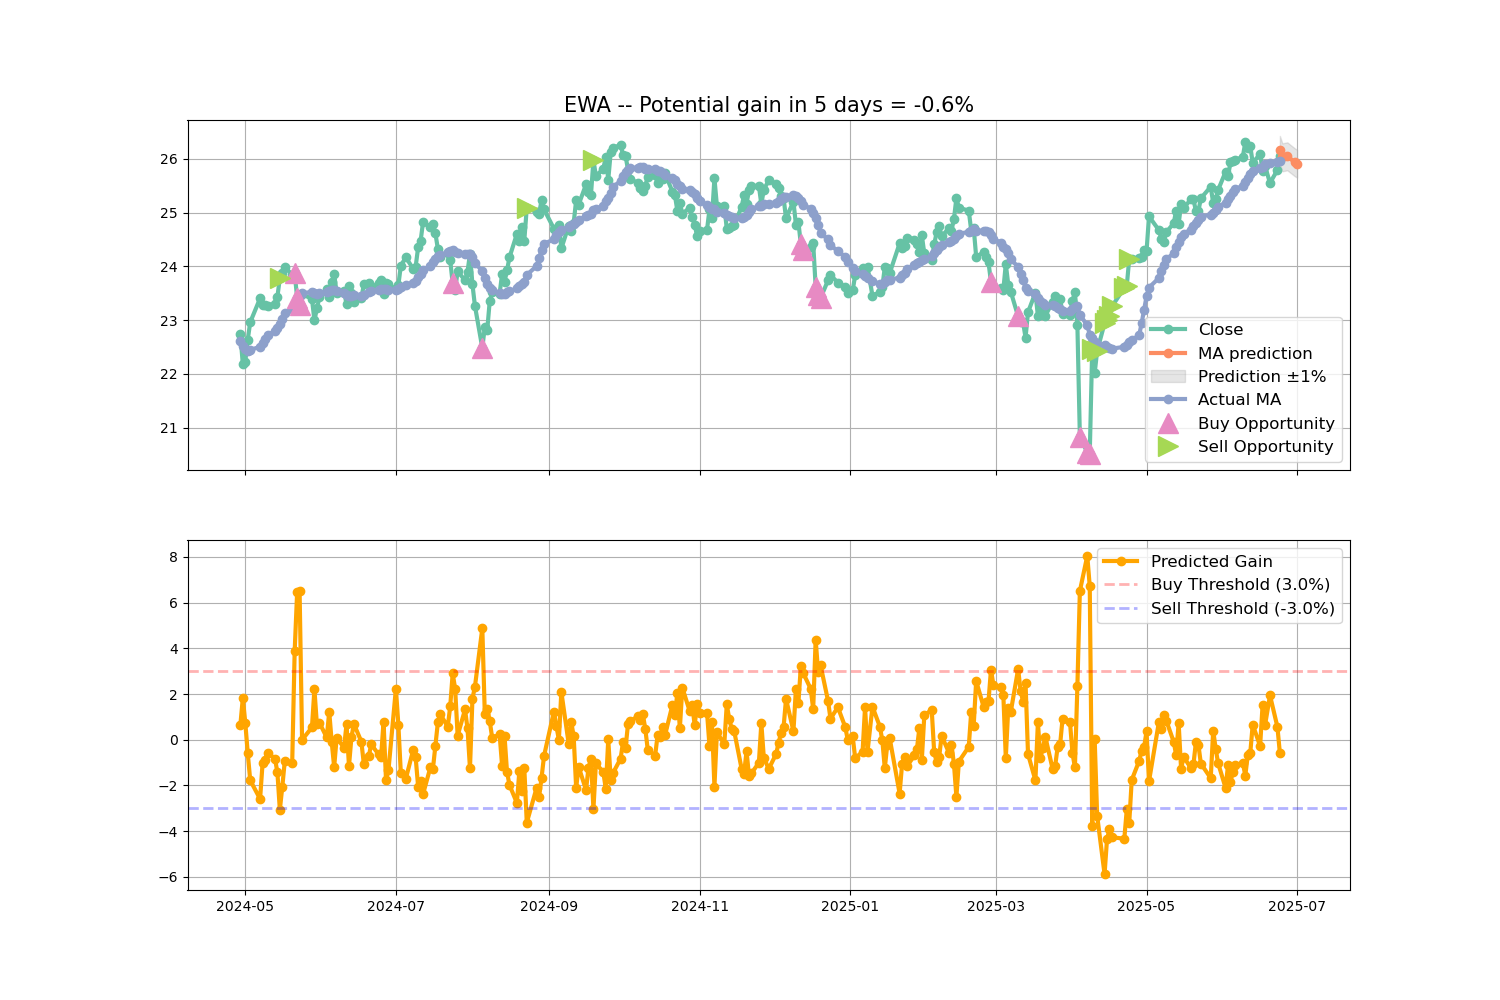 EWA -- Potential gain in 5 days = -0.6%
26
25
24
23
22
21
Close
MA prediction
Prediction ±1%
Actual MA
Buy Opportunity
Sell Opportunity
8
6
4
2
0
−2
−4
−6
Predicted Gain
Buy Threshold (3.0%)
Sell Threshold (-3.0%)
2024-05
2024-07
2024-09
2024-11
2025-01
2025-03
2025-05
2025-07